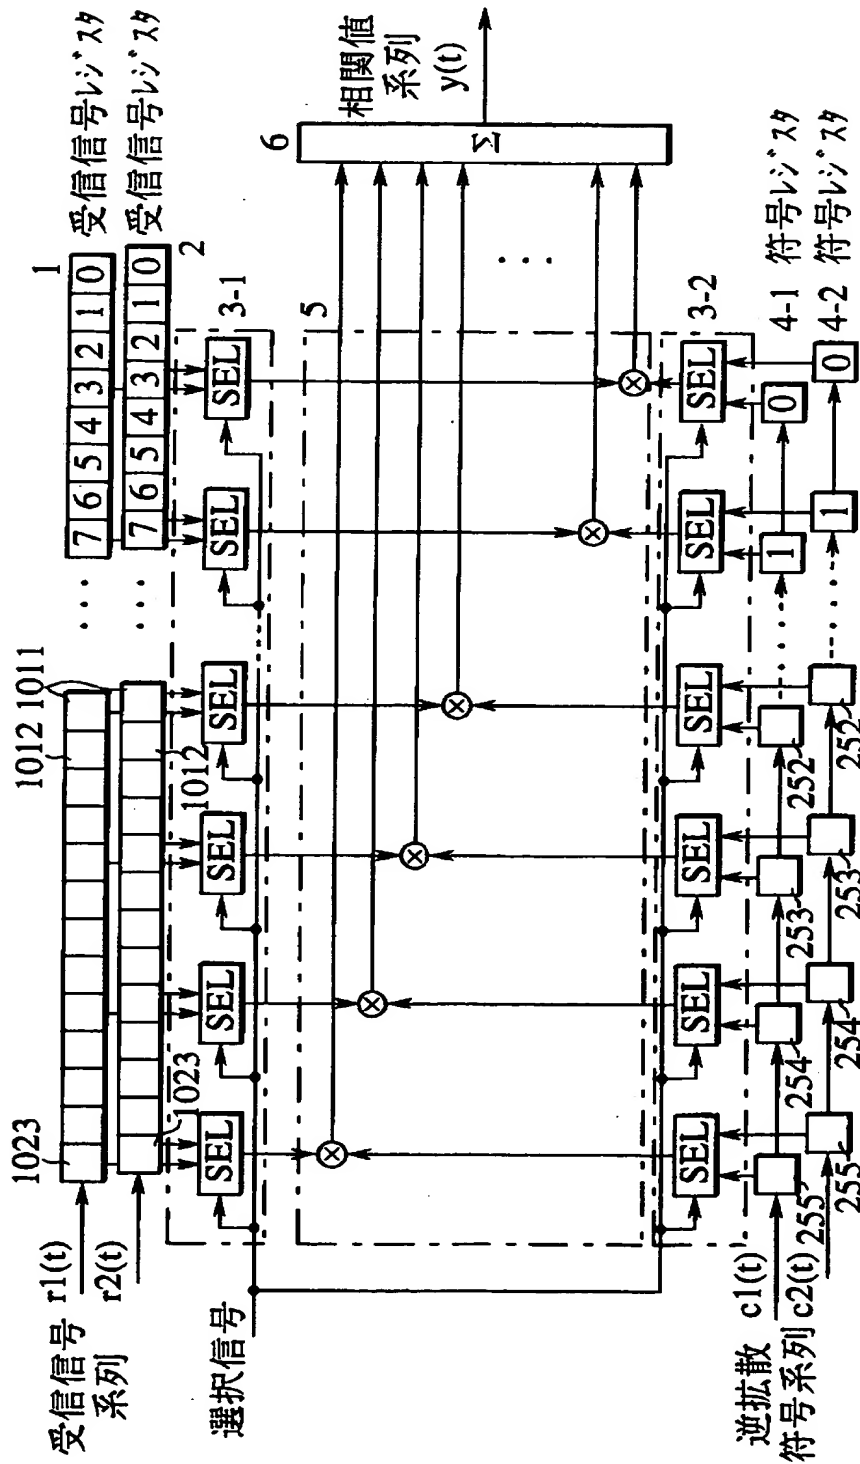 受信信号 r1(t)
系列 r2(t)
1023
1012
1011
1
7 6 5 4 3 2 1 0
受信信号レジスタ
1023
1012
7 6 5 4 3 2 1 0
受信信号レジスタ
2
SEL SEL SEL SEL SEL SEL
3-1
選択信号
5
6
Σ
相関値
系列
y(t)
SEL SEL SEL SEL SEL SEL
3-2
逆拡散 c1(t)
符号系列 c2(t)
255 254 253 252 1 0
4-1 符号レジスタ
255 254 253 252 1 0
4-2 符号レジスタ